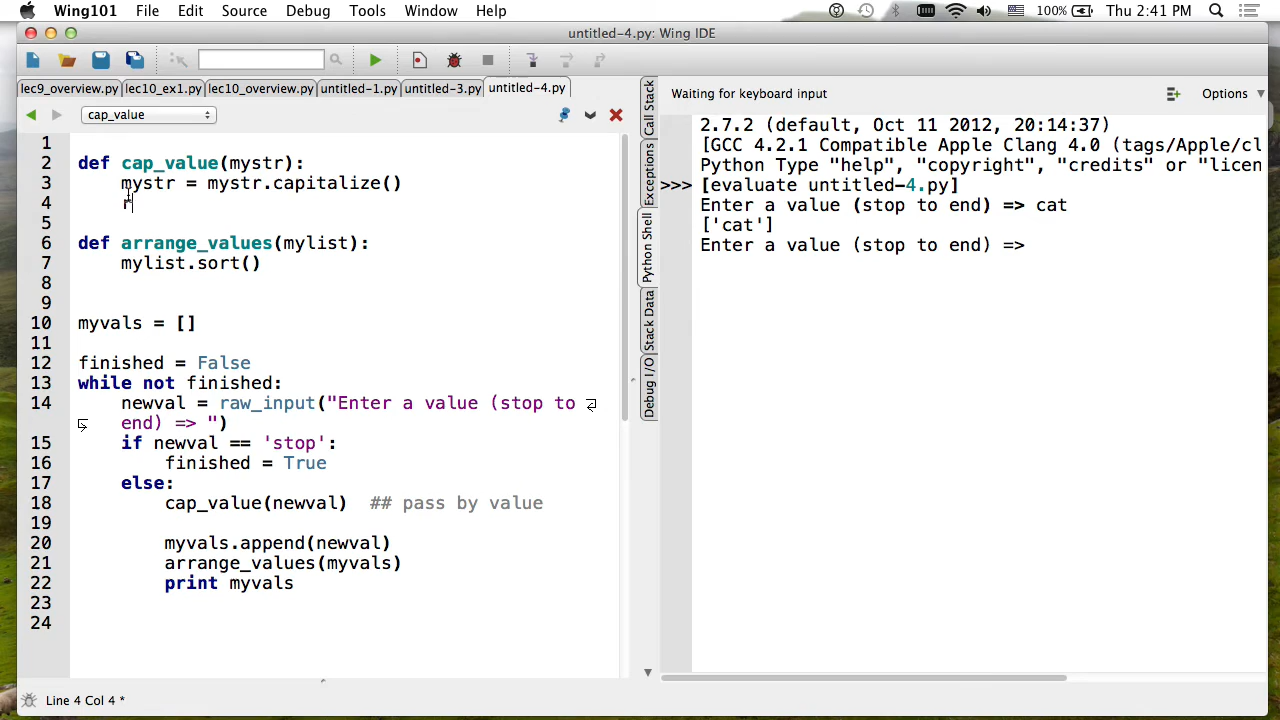 Wing101 File Edit Source Debug Tools Window Help 100% Thu 2:41 PM
untitled-4.py: Wing IDE
lec9_overview.py lec10_ex1.py lec10_overview.py untitled-1.py untitled-3.py untitled-4.py
cap_value
1
2 def cap_value(mystr):
3 mystr = mystr.capitalize()
4 r
5
6 def arrange_values(mylist):
7 mylist.sort()
8
9
10 myvals = []
11
12 finished = False
13 while not finished:
14 newval = raw_input("Enter a value (stop to
end) => ")
15 if newval == 'stop':
16 finished = True
17 else:
18 cap_value(newval) ## pass by value
19
20 myvals.append(newval)
21 arrange_values(myvals)
22 print myvals
23
24
Line 4 Col 4 *
Call Stack
Exceptions
Python Shell
Stack Data
Debug I/O
Waiting for keyboard input Options
2.7.2 (default, Oct 11 2012, 20:14:37)
[GCC 4.2.1 Compatible Apple Clang 4.0 (tags/Apple/cl
Python Type "help", "copyright", "credits" or "licen
>>> [evaluate untitled-4.py]
Enter a value (stop to end) => cat
['cat']
Enter a value (stop to end) =>